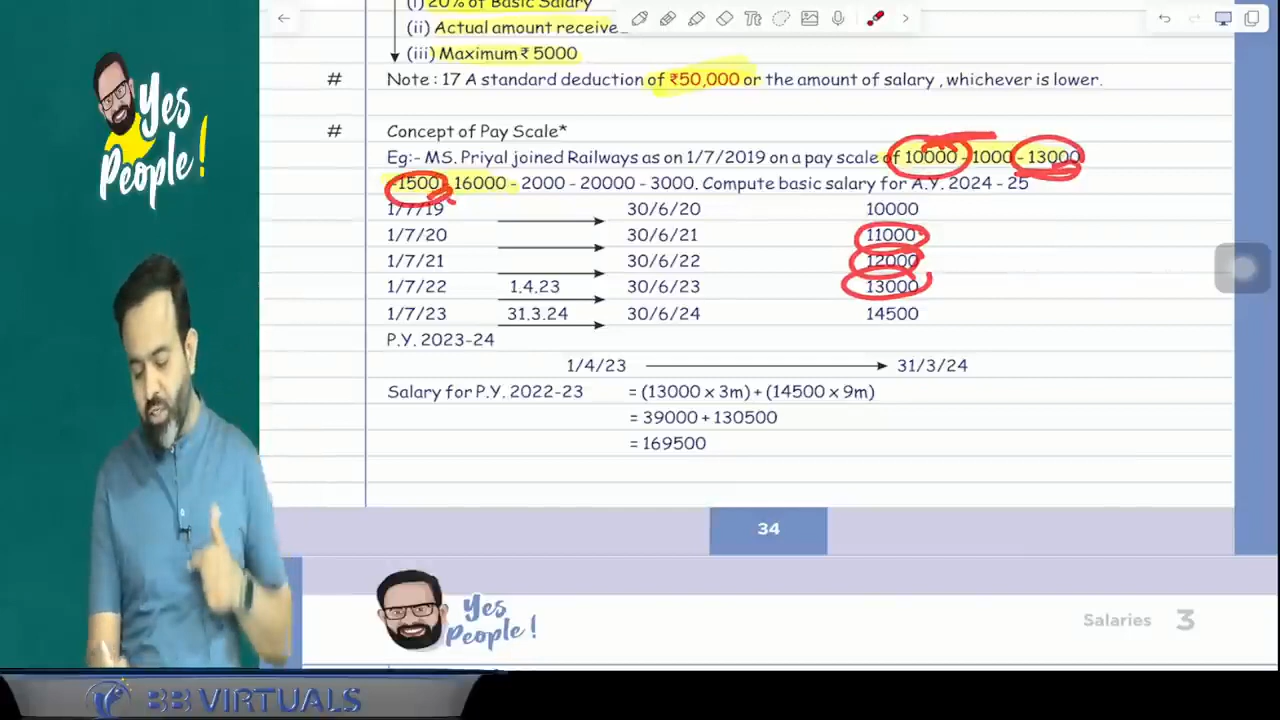 (i) 20% of Basic Salary
(ii) Actual amount receive
(iii) Maximum ₹ 5000
# Note : 17 A standard deduction of ₹50,000 or the amount of salary , whichever is lower.
# Concept of Pay Scale*
Eg:- MS. Priyal joined Railways as on 1/7/2019 on a pay scale of 10000 - 1000 - 13000
- 1500 - 16000 - 2000 - 20000 - 3000. Compute basic salary for A.Y. 2024 - 25
1/7/19 30/6/20 10000
1/7/20 30/6/21 11000
1/7/21 30/6/22 12000
1/7/22 1.4.23 30/6/23 13000
1/7/23 31.3.24 30/6/24 14500
P.Y. 2023-24
1/4/23 31/3/24
Salary for P.Y. 2022-23 = (13000 x 3m) + (14500 x 9m)
= 39000 + 130500
= 169500
34
Yes People !
Yes People !
Salaries 3
BB VIRTUALS